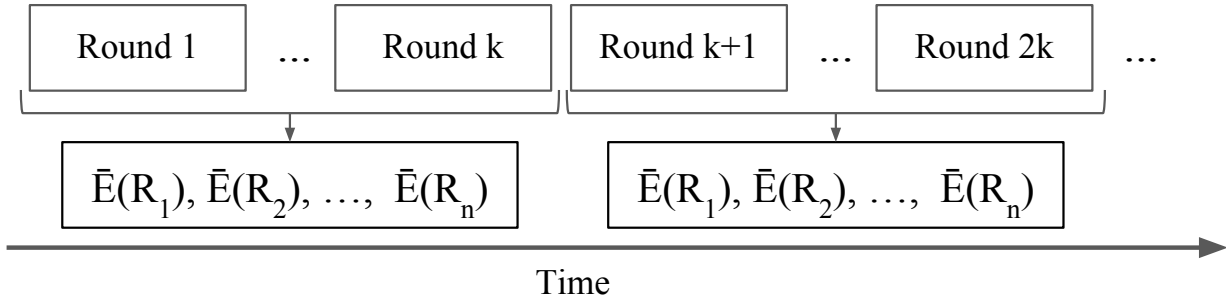 Round 1 ... Round k Round k+1 ... Round 2k ...
Ē(R₁), Ē(R₂), …, Ē(Rₙ) Ē(R₁), Ē(R₂), …, Ē(Rₙ)
Time